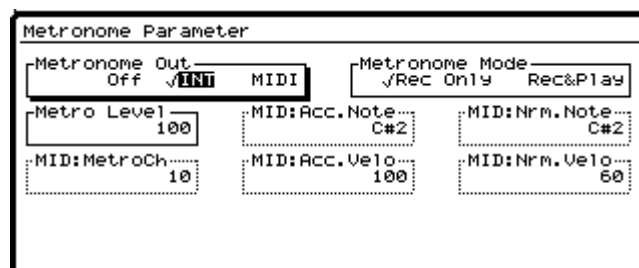 Metronome Parameter
Metronome Out
Off √INT MIDI
Metronome Mode
√Rec Only Rec&Play
Metro Level
100
MID:Acc.Note
C#2
MID:Nrm.Note
C#2
MID:MetroCh
10
MID:Acc.Velo
100
MID:Nrm.Velo
60